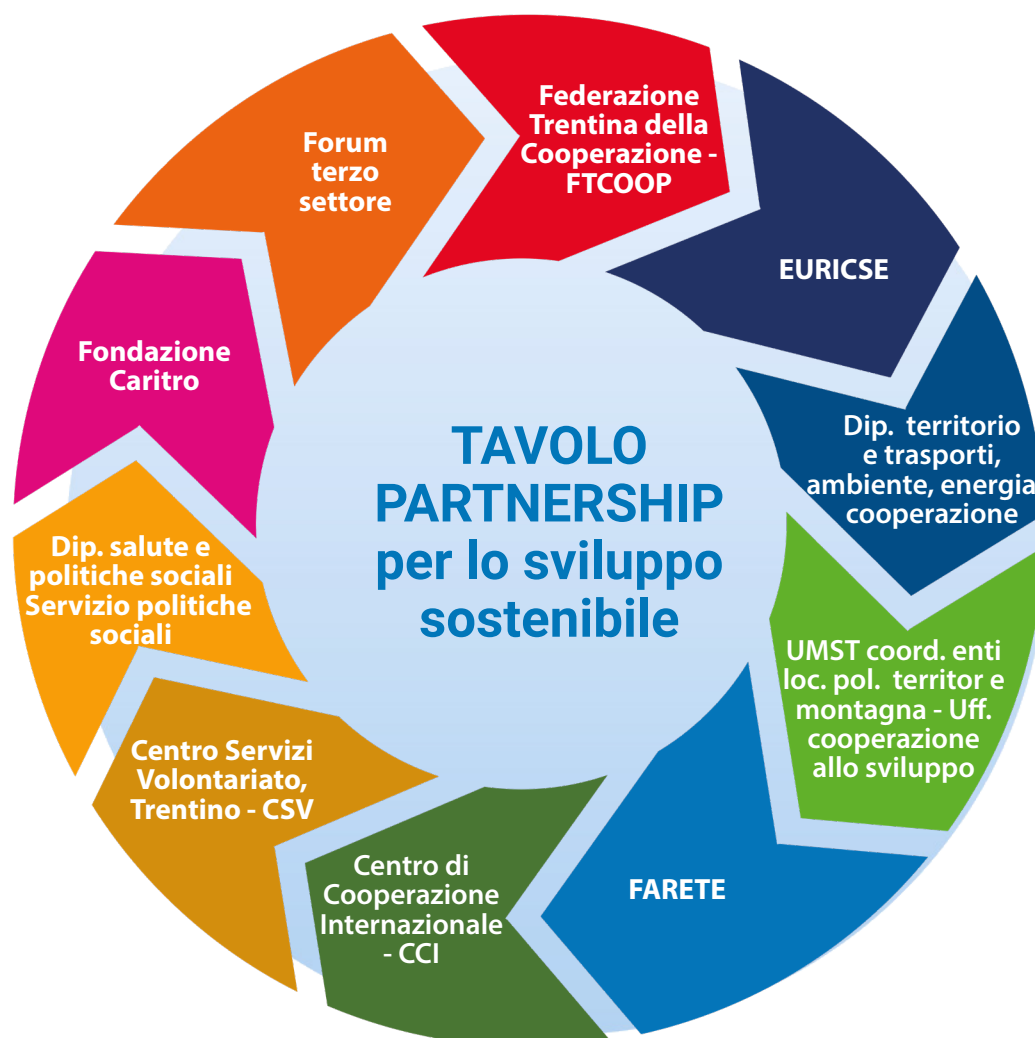 Federazione
Trentina della
Cooperazione -
FTCOOP
EURICSE
Dip. territorio
e trasporti,
ambiente, energia
cooperazione
UMST coord. enti
loc. pol. territor e
montagna - Uff.
cooperazione
allo sviluppo
FARETE
Centro di
Cooperazione
Internazionale
- CCI
Centro Servizi
Volontariato,
Trentino - CSV
Dip. salute e
politiche sociali
Servizio politiche
sociali
Fondazione
Caritro
Forum
terzo
settore
TAVOLO
PARTNERSHIP
per lo sviluppo
sostenibile